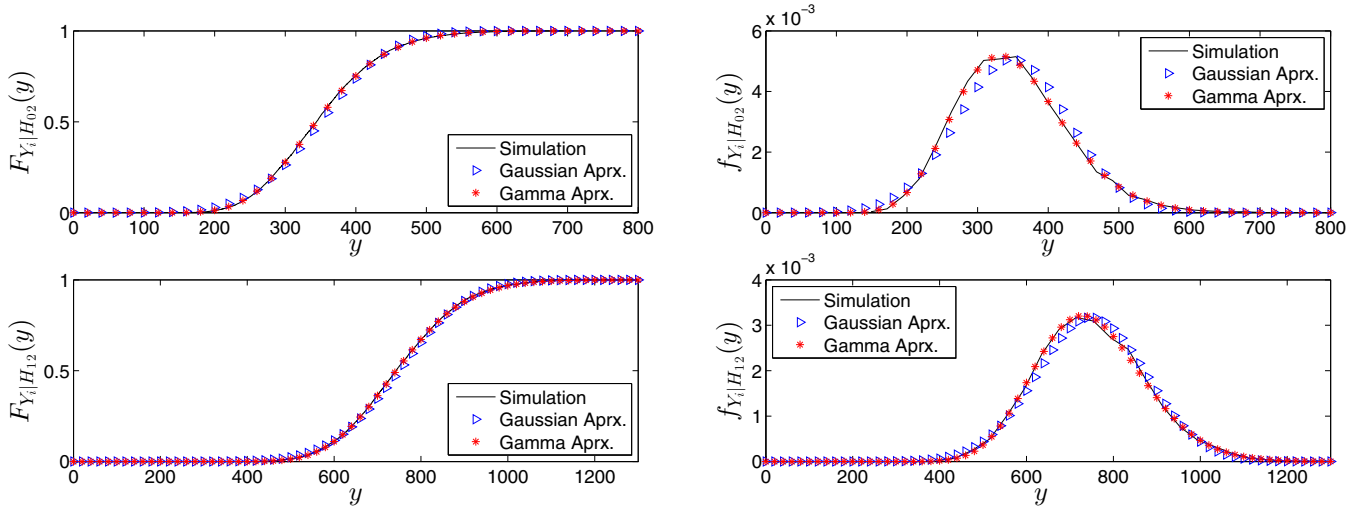 F_{Y_i|H_{02}}(y)
1
0.5
0
0 100 200 300 400 500 600 700 800
y
Simulation
Gaussian Aprx.
Gamma Aprx.
f_{Y_i|H_{02}}(y)
x 10^{-3}
6
4
2
0
0 100 200 300 400 500 600 700 800
y
Simulation
Gaussian Aprx.
Gamma Aprx.
F_{Y_i|H_{12}}(y)
1
0.5
0
0 200 400 600 800 1000 1200
y
Simulation
Gaussian Aprx.
Gamma Aprx.
f_{Y_i|H_{12}}(y)
x 10^{-3}
4
3
2
1
0
0 200 400 600 800 1000 1200
y
Simulation
Gaussian Aprx.
Gamma Aprx.